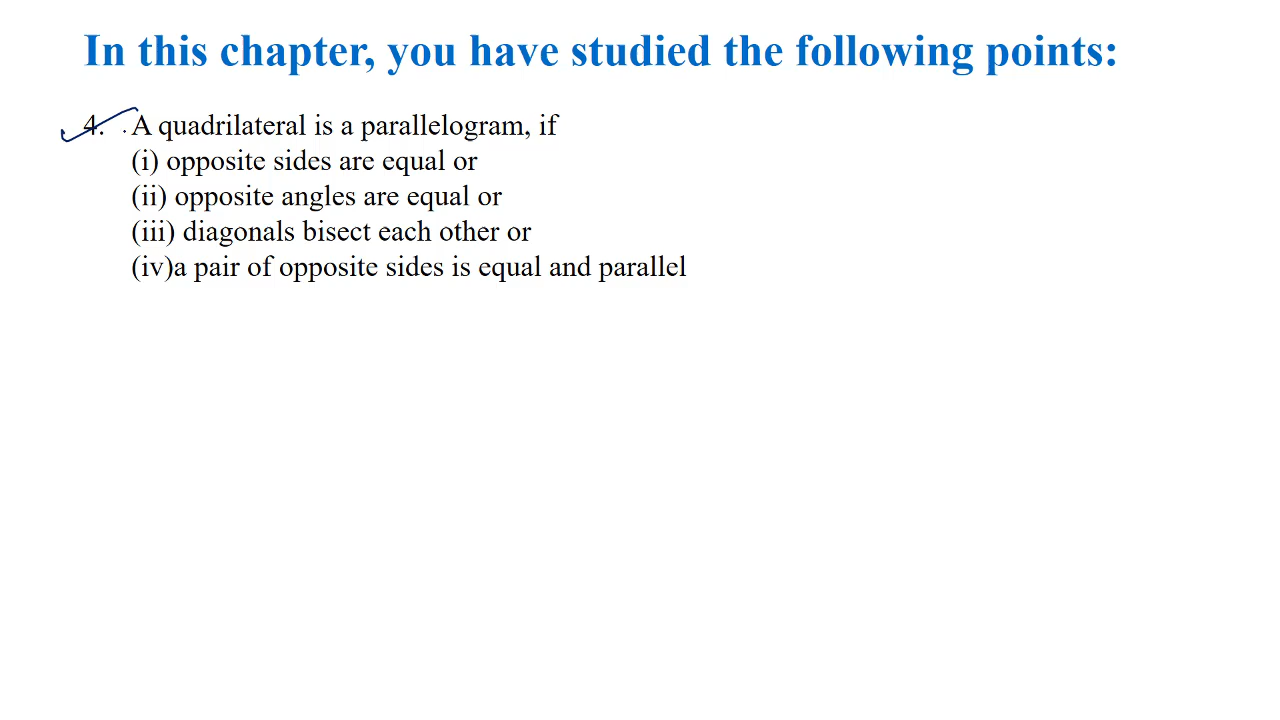 In this chapter, you have studied the following points:
4. A quadrilateral is a parallelogram, if
(i) opposite sides are equal or
(ii) opposite angles are equal or
(iii) diagonals bisect each other or
(iv)a pair of opposite sides is equal and parallel